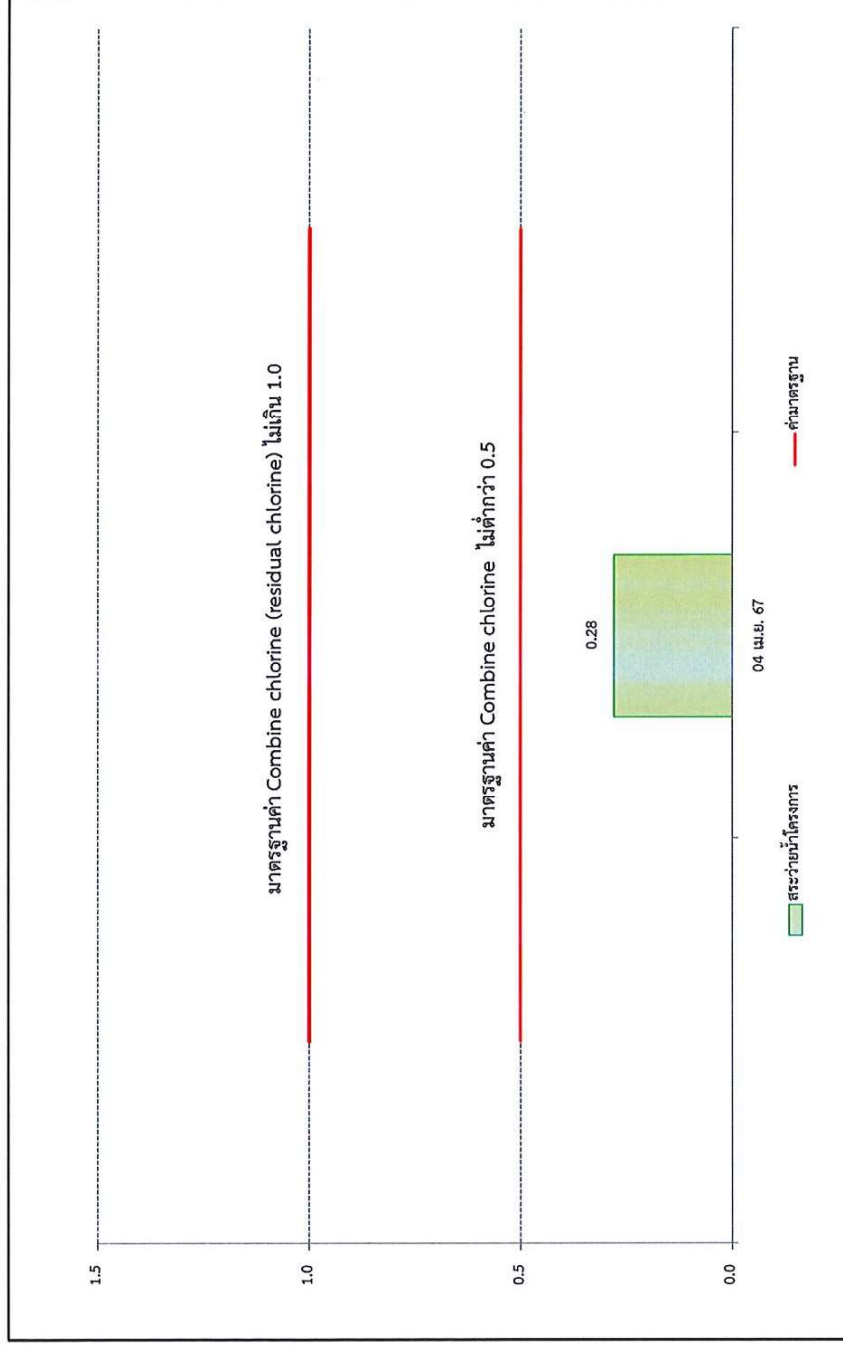 1.5
มาตรฐานค่า Combine chlorine (residual chlorine) ไม่เกิน 1.0
1.0
มาตรฐานค่า Combine chlorine ไม่ต่ำกว่า 0.5
0.5
0.28
0.0
04 เม.ย. 67
สระว่ายน้ำโครงการ
ค่ามาตรฐาน